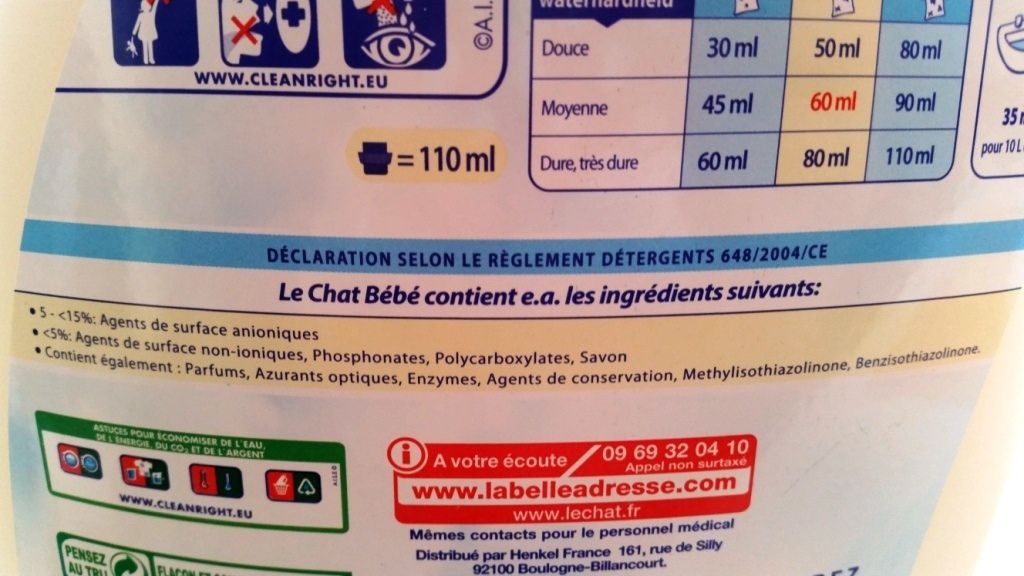 ©A.I.
WWW.CLEANRIGHT.EU
waterhardheid
Douce 30 ml 50 ml 80 ml
Moyenne 45 ml 60 ml 90 ml
Dure, très dure 60 ml 80 ml 110 ml
= 110 ml
pour 10 L
DÉCLARATION SELON LE RÈGLEMENT DÉTERGENTS 648/2004/CE
Le Chat Bébé contient e.a. les ingrédients suivants:
• 5 - <15%: Agents de surface anioniques
• <5%: Agents de surface non-ioniques, Phosphonates, Polycarboxylates, Savon
• Contient également : Parfums, Azurants optiques, Enzymes, Agents de conservation, Methylisothiazolinone, Benzisothiazolinone.
ASTUCES POUR ÉCONOMISER DE L'EAU,
DE L'ÉNERGIE, DU CO2 ET DE L'ARGENT
WWW.CLEANRIGHT.EU
A votre écoute
09 69 32 04 10
Appel non surtaxé
www.labelleadresse.com
www.lechat.fr
Mêmes contacts pour le personnel médical
Distribué par Henkel France 161, rue de Silly
92100 Boulogne-Billancourt.
PENSEZ
AU TRI